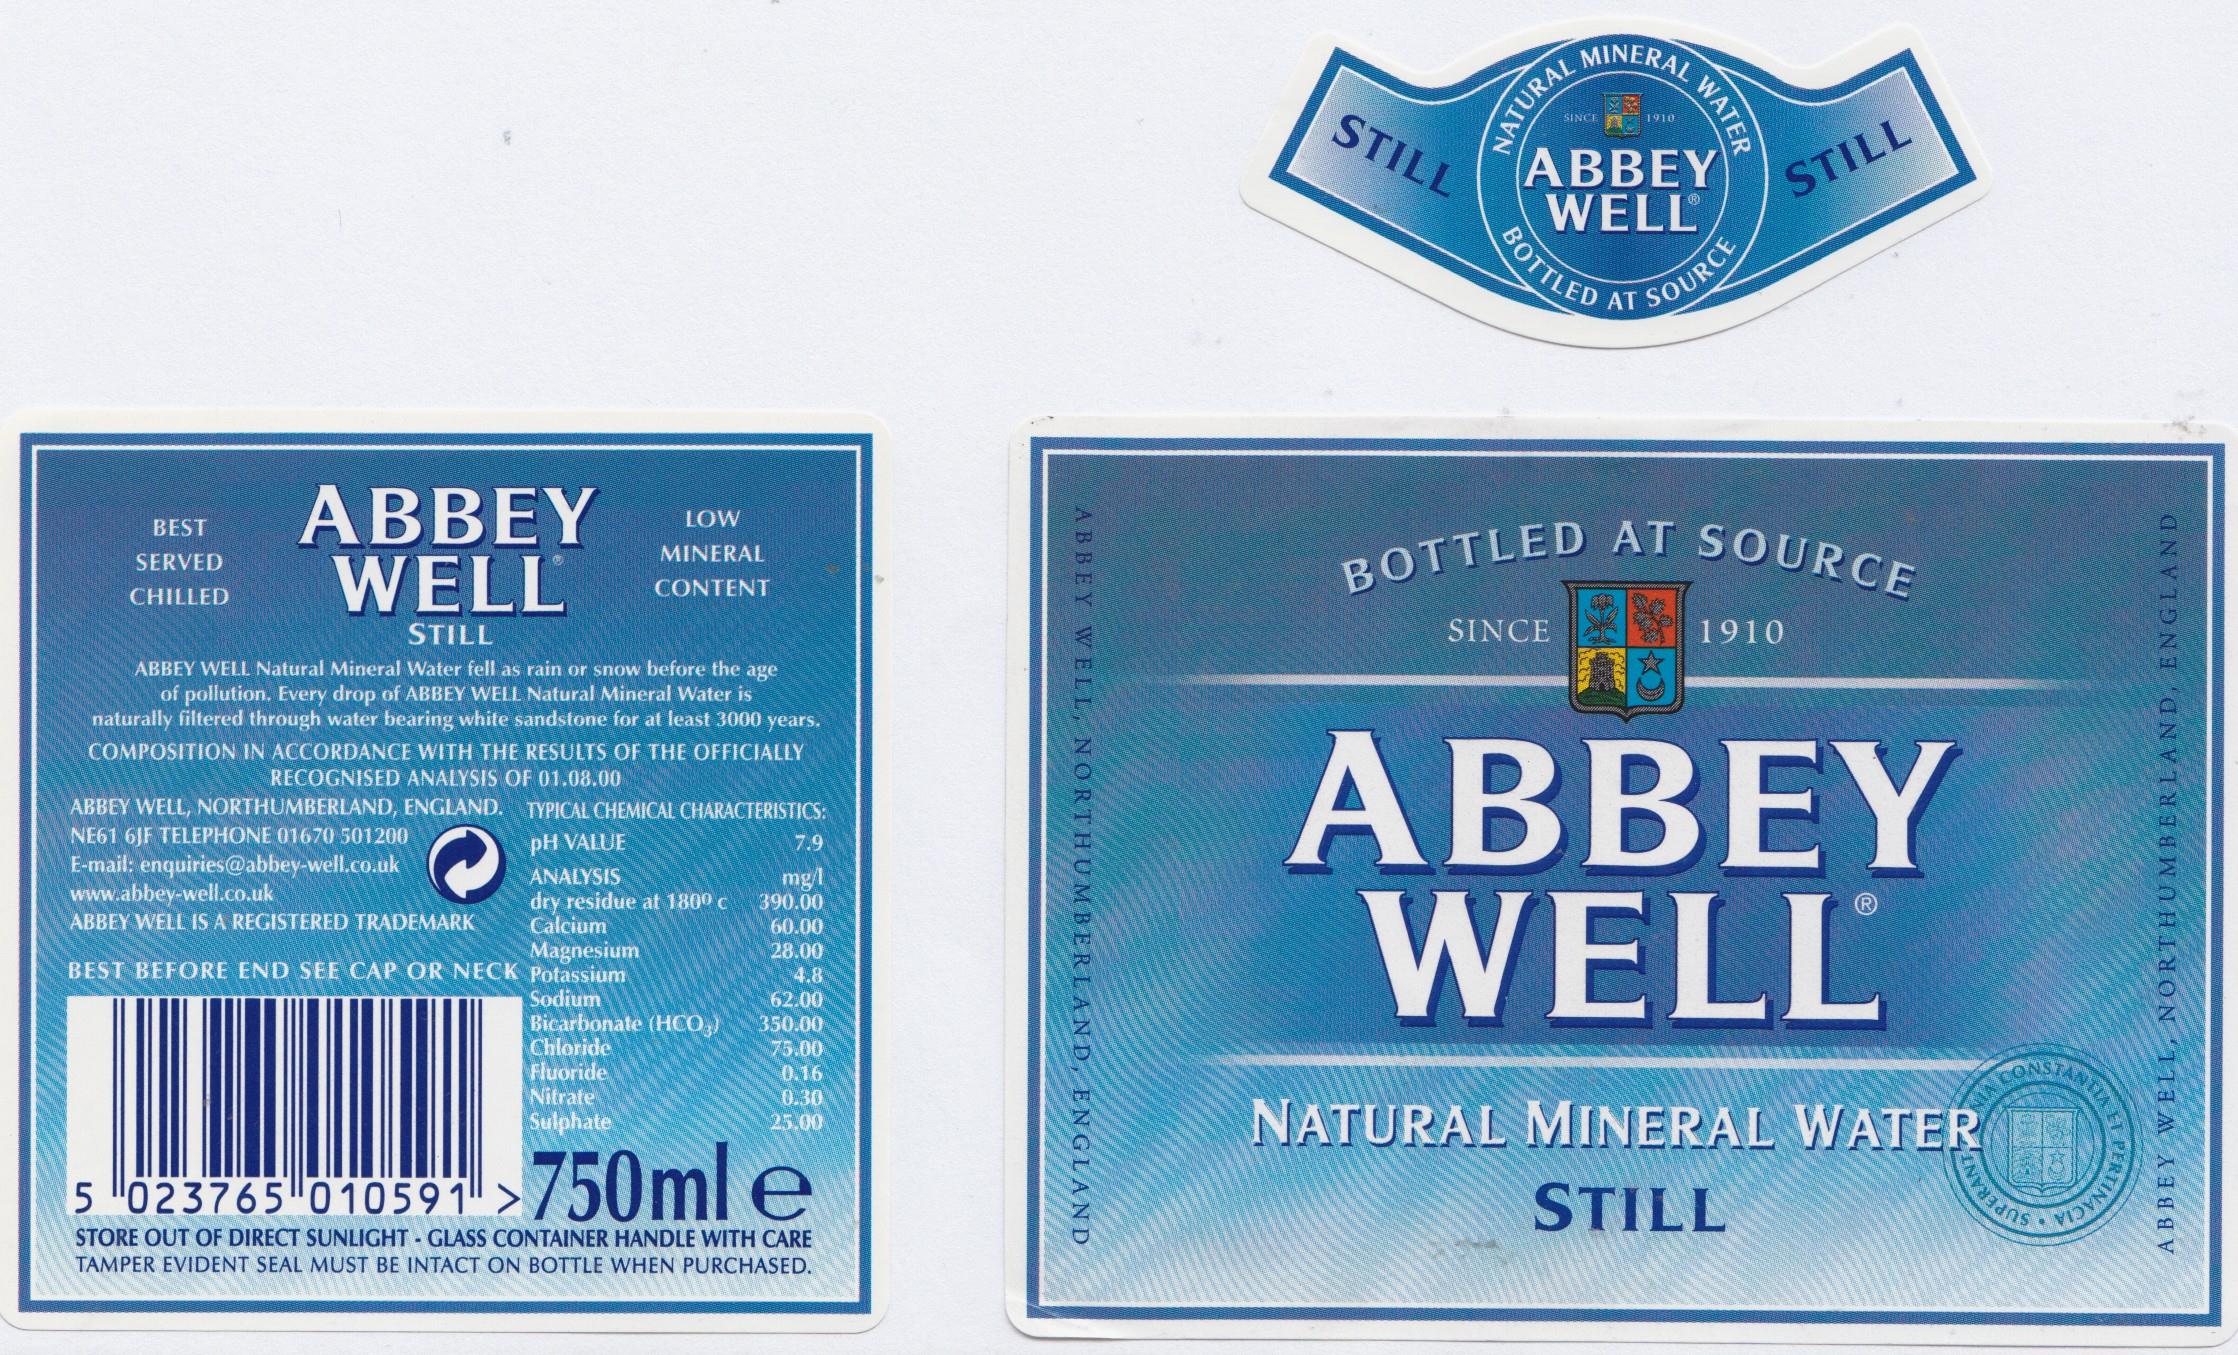 NATURAL MINERAL WATER
SINCE 1910
STILL
ABBEY
WELL®
STILL
BOTTLED AT SOURCE
BEST
SERVED
CHILLED
ABBEY
WELL®
STILL
LOW
MINERAL
CONTENT
ABBEY WELL Natural Mineral Water fell as rain or snow before the age
of pollution. Every drop of ABBEY WELL Natural Mineral Water is
naturally filtered through water bearing white sandstone for at least 3000 years.
COMPOSITION IN ACCORDANCE WITH THE RESULTS OF THE OFFICIALLY
RECOGNISED ANALYSIS OF 01.08.00
ABBEY WELL, NORTHUMBERLAND, ENGLAND.
NE61 6JF TELEPHONE 01670 501200
E-mail: enquiries@abbey-well.co.uk
www.abbey-well.co.uk
ABBEY WELL IS A REGISTERED TRADEMARK
BEST BEFORE END SEE CAP OR NECK
TYPICAL CHEMICAL CHARACTERISTICS:
pH VALUE 7.9
ANALYSIS mg/l
dry residue at 180º c 390.00
Calcium 60.00
Magnesium 28.00
Potassium 4.8
Sodium 62.00
Bicarbonate (HCO₃) 350.00
Chloride 75.00
Fluoride 0.16
Nitrate 0.30
Sulphate 25.00
5 023765 010591 >
750ml e
STORE OUT OF DIRECT SUNLIGHT - GLASS CONTAINER HANDLE WITH CARE
TAMPER EVIDENT SEAL MUST BE INTACT ON BOTTLE WHEN PURCHASED.
ABBEY WELL, NORTHUMBERLAND, ENGLAND
BOTTLED AT SOURCE
SINCE 1910
ABBEY
WELL®
NATURAL MINERAL WATER
STILL
CONSTANTIA ET PERTINACIA • SUPERANT
ABBEY WELL, NORTHUMBERLAND, ENGLAND